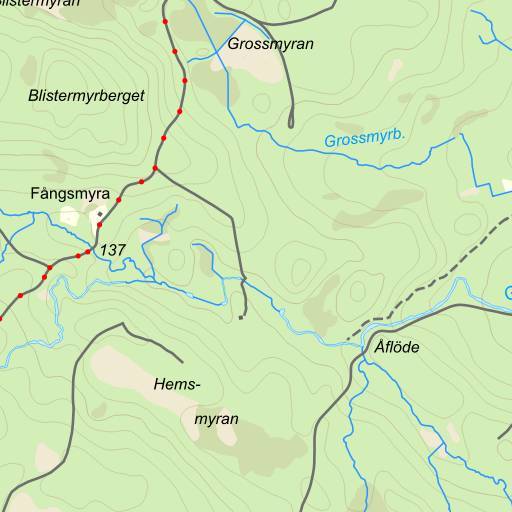 Blistermyran
Grossmyran
Blistermyrberget
Grossmyrb.
Fångsmyra
137
G
Åflöde
Hems-
myran